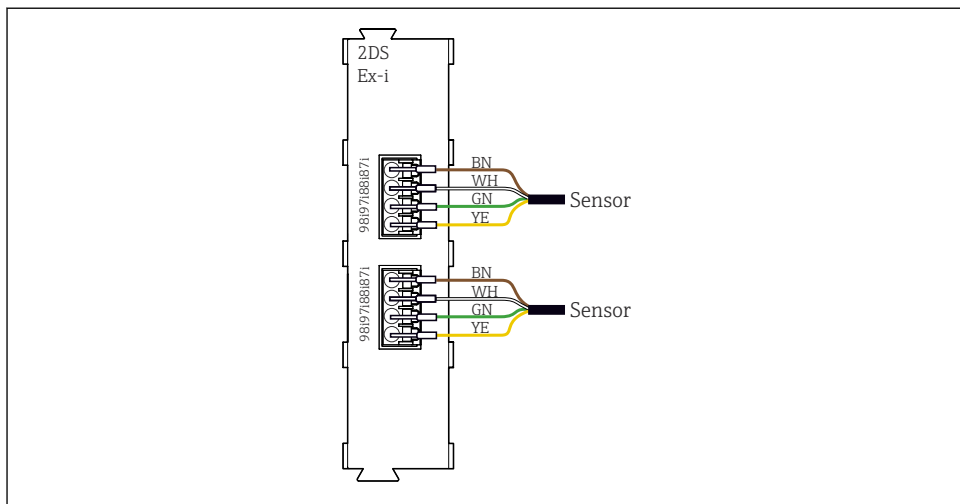 2DS
Ex-i
98i97i88i87i
BN
WH
GN
YE
Sensor
98i97i88i87i
BN
WH
GN
YE
Sensor